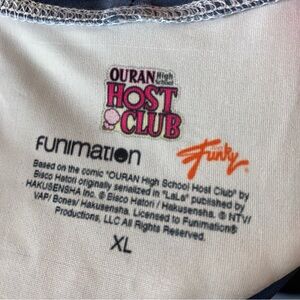 OURAN High School
HOST
CLUB
FUNIMATION
Funky
Based on the comic "OURAN High School Host Club" by
Bisco Hatori originally serialized in "LaLa" published by
HAKUSENSHA Inc. © Bisco Hatori/ Hakusensha. © NTV/
VAP/ Bones/ Hakusensha. Licensed to Funimation®
Productions, LLC All Rights Reserved.
XL